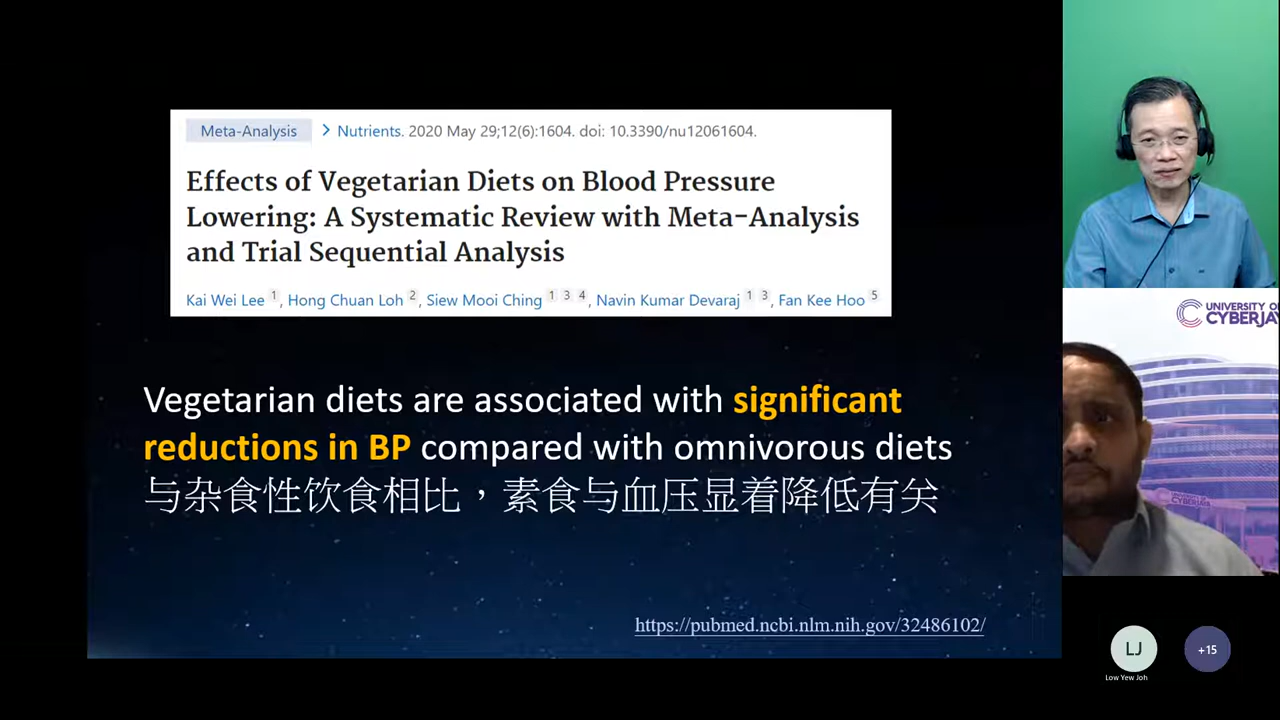 Meta-Analysis > Nutrients. 2020 May 29;12(6):1604. doi: 10.3390/nu12061604.
Effects of Vegetarian Diets on Blood Pressure
Lowering: A Systematic Review with Meta-Analysis
and Trial Sequential Analysis
Kai Wei Lee 1, Hong Chuan Loh 2, Siew Mooi Ching 1 3 4, Navin Kumar Devaraj 1 3, Fan Kee Hoo 5
Vegetarian diets are associated with significant
reductions in BP compared with omnivorous diets
与杂食性饮食相比，素食与血压显着降低有关
https://pubmed.ncbi.nlm.nih.gov/32486102/
UNIVERSITY OF
CYBERJAY
LJ
+15
Low Yew Joh